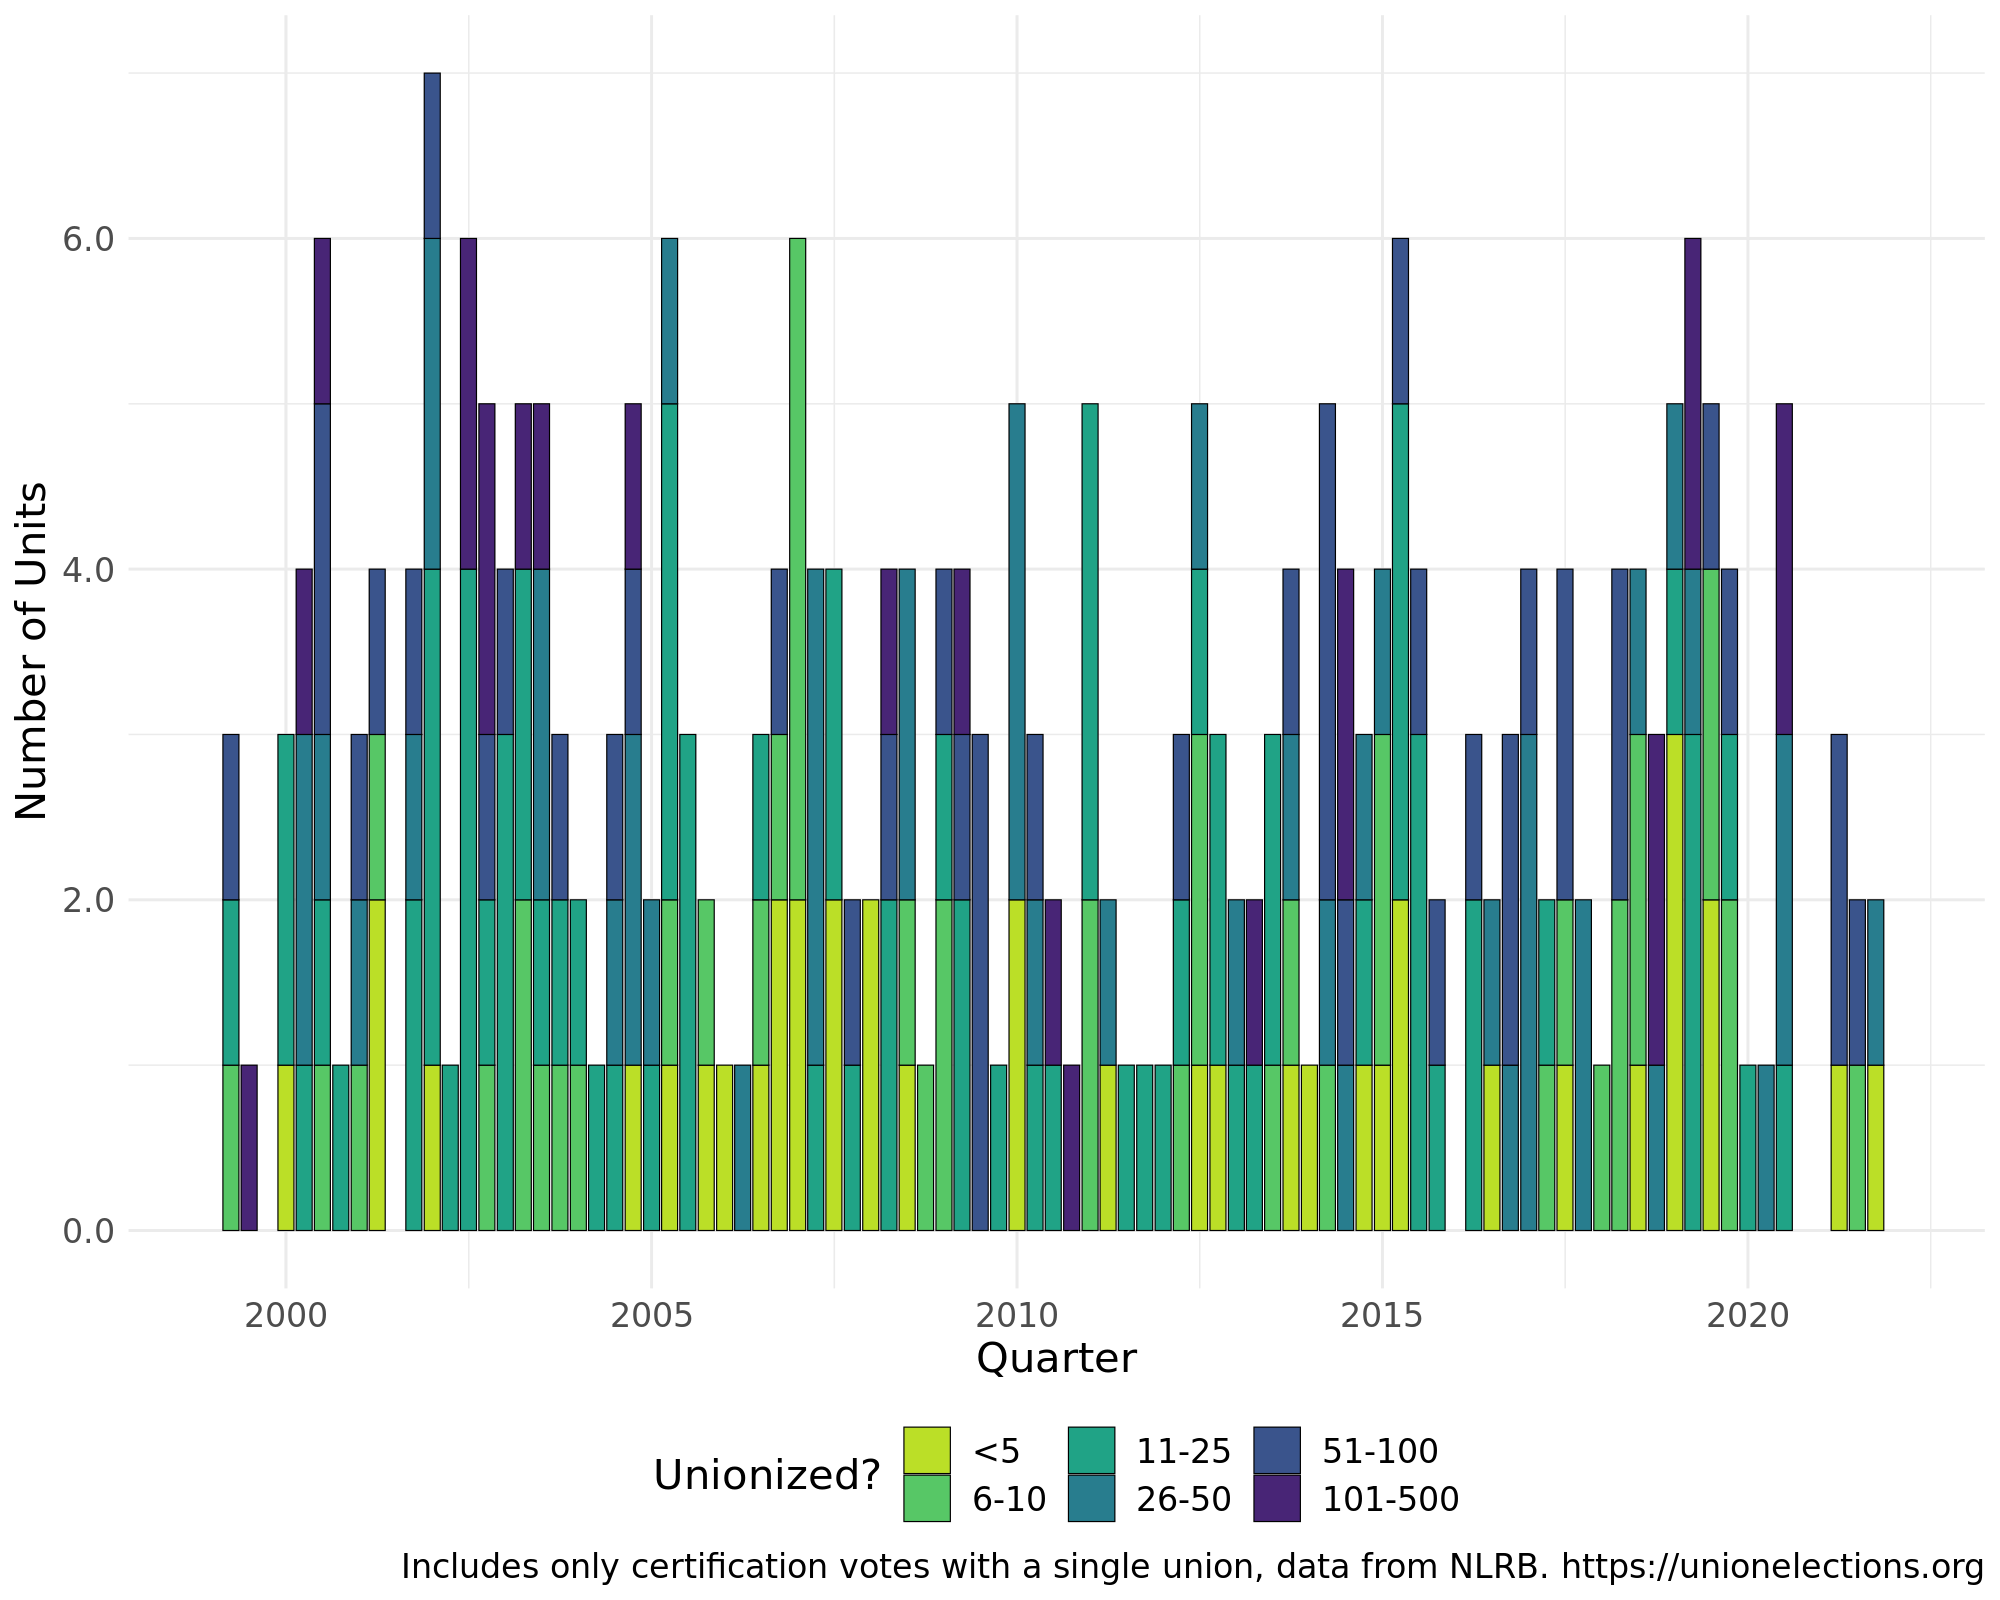 6.0
4.0
2.0
0.0
Number of Units
2000 2005 2010 2015 2020
Quarter
Unionized?
<5 11-25 51-100
6-10 26-50 101-500
Includes only certification votes with a single union, data from NLRB. https://unionelections.org